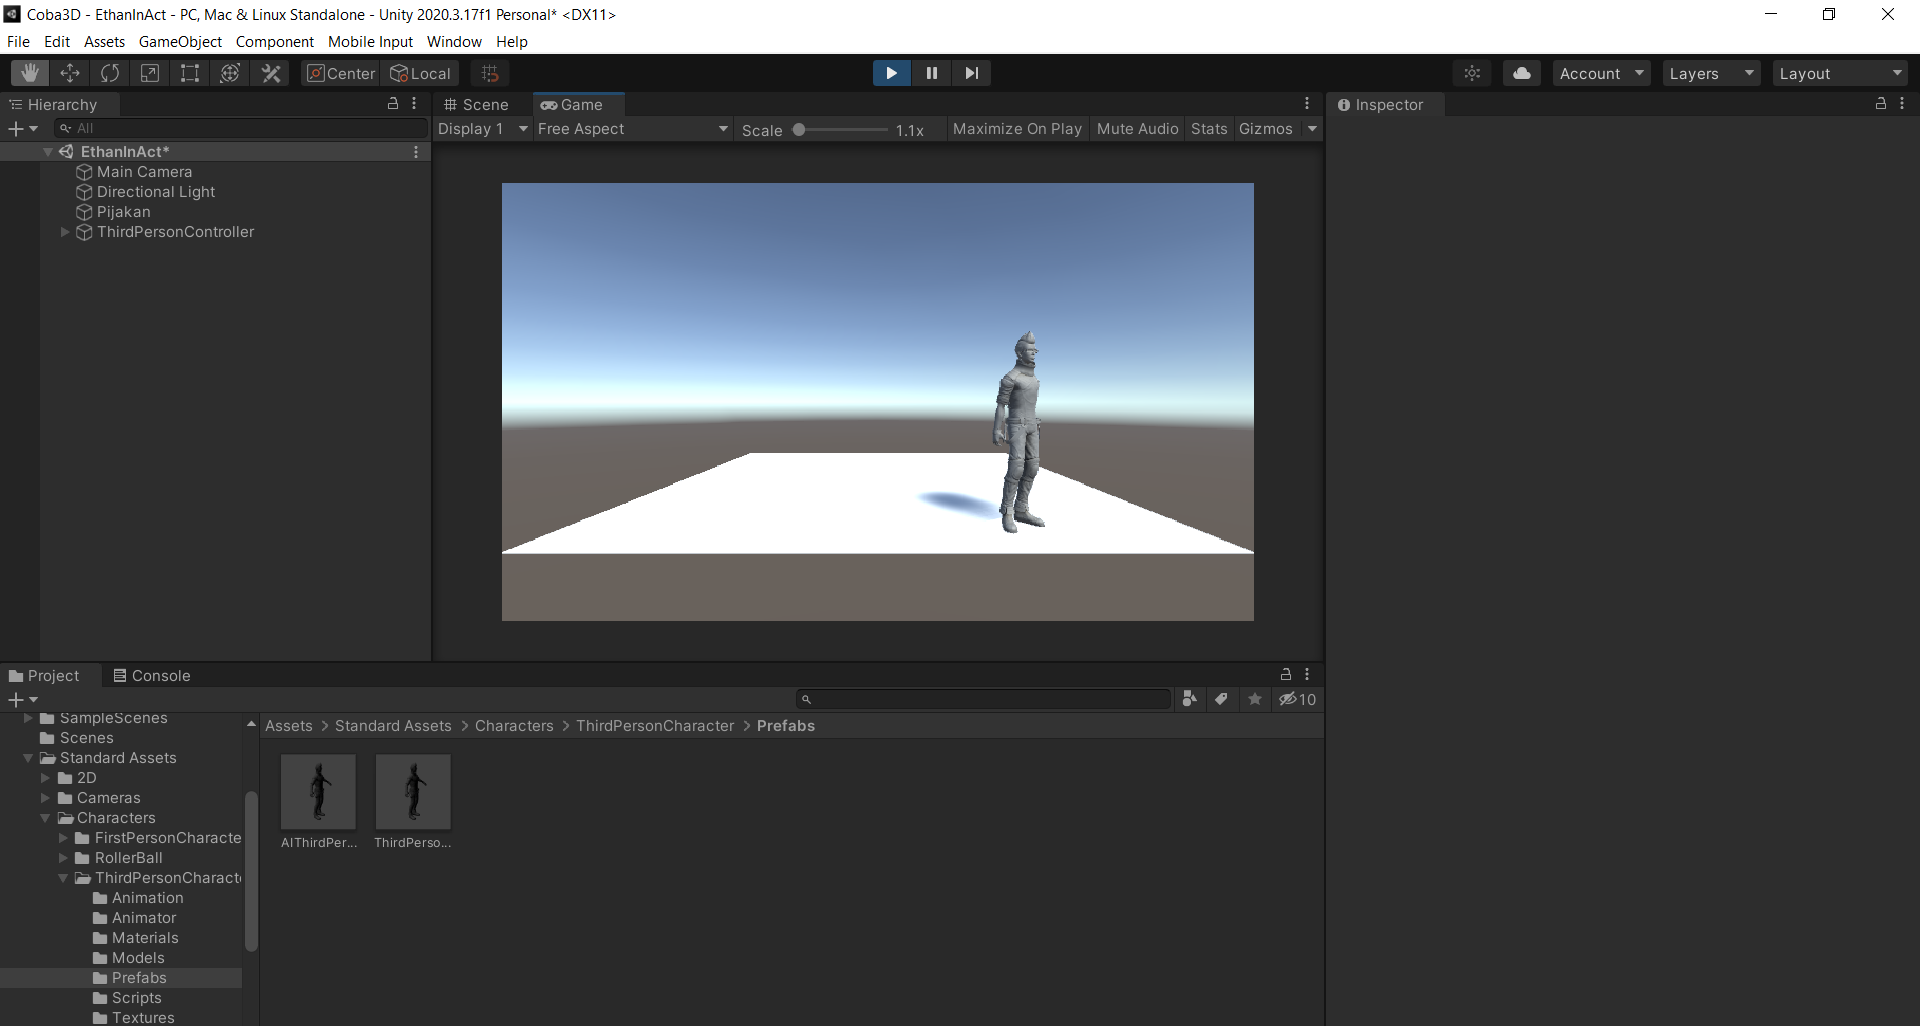 Coba3D - EthanInAct - PC, Mac & Linux Standalone - Unity 2020.3.17f1 Personal* <DX11>
File Edit Assets GameObject Component Mobile Input Window Help
Center Local Account Layers Layout
Hierarchy Scene Game Inspector
All Display 1 Free Aspect Scale 1.1x Maximize On Play Mute Audio Stats Gizmos
EthanInAct*
Main Camera
Directional Light
Pijakan
ThirdPersonController
Project Console
10
SampleScenes
Assets > Standard Assets > Characters > ThirdPersonCharacter > Prefabs
Scenes
Standard Assets
2D
Cameras
Characters
FirstPersonCharacte
RollerBall
ThirdPersonCharact
Animation
Animator
Materials
Models
Prefabs
Scripts
Textures
AIThirdPer... ThirdPerso...